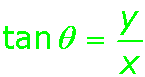 tan θ = y/x